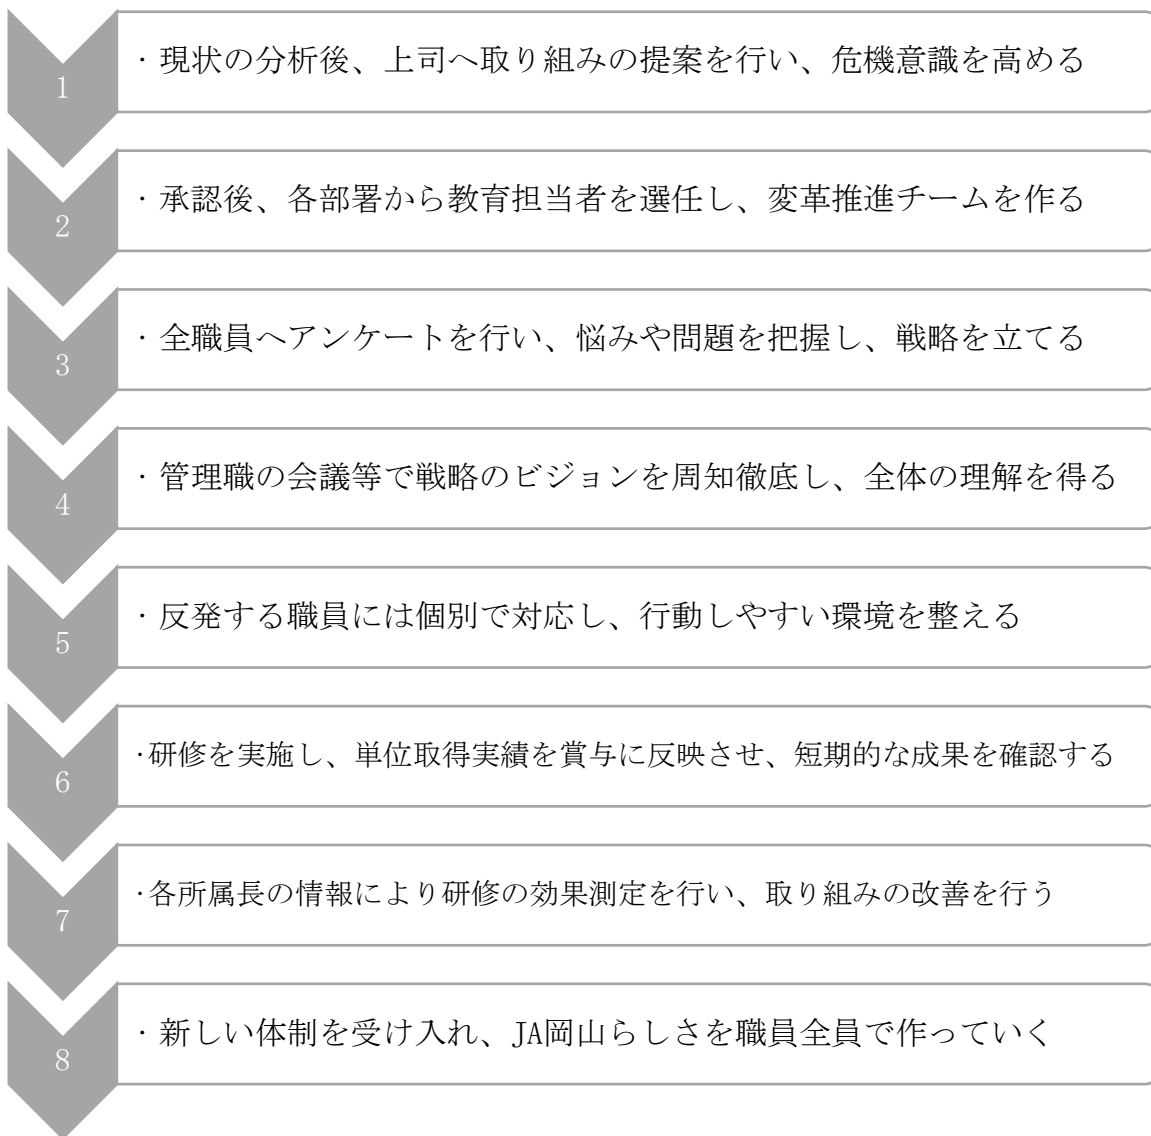 1
・現状の分析後、上司へ取り組みの提案を行い、危機意識を高める
2
・承認後、各部署から教育担当者を選任し、変革推進チームを作る
3
・全職員へアンケートを行い、悩みや問題を把握し、戦略を立てる
4
・管理職の会議等で戦略のビジョンを周知徹底し、全体の理解を得る
5
・反発する職員には個別で対応し、行動しやすい環境を整える
6
・研修を実施し、単位取得実績を賞与に反映させ、短期的な成果を確認する
7
・各所属長の情報により研修の効果測定を行い、取り組みの改善を行う
8
・新しい体制を受け入れ、JA岡山らしさを職員全員で作っていく